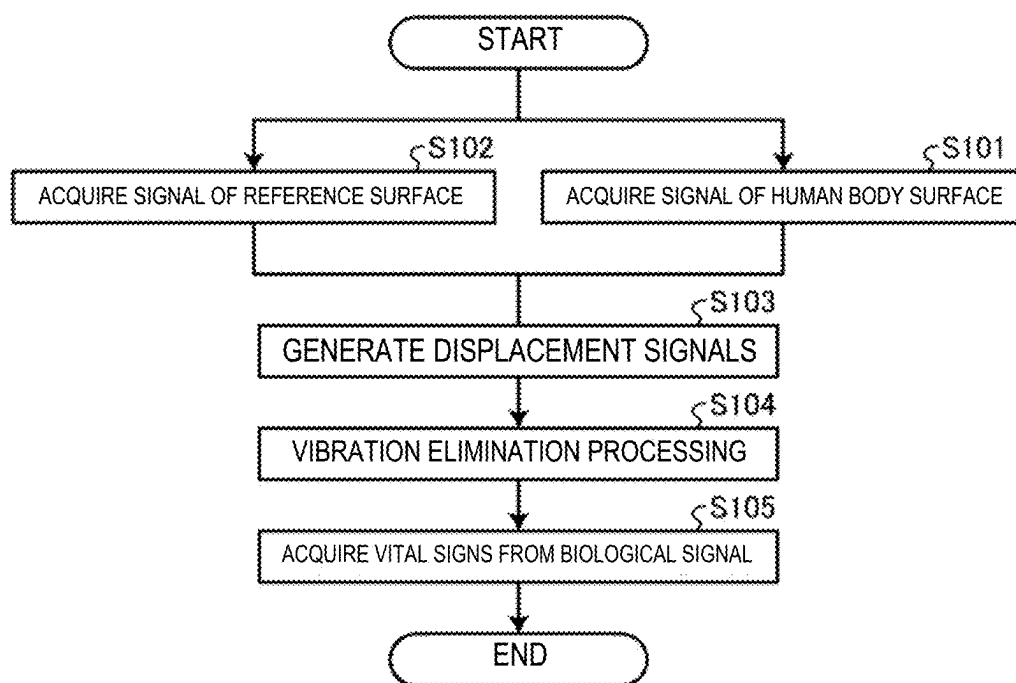 START
S102
ACQUIRE SIGNAL OF REFERENCE SURFACE
S101
ACQUIRE SIGNAL OF HUMAN BODY SURFACE
S103
GENERATE DISPLACEMENT SIGNALS
S104
VIBRATION ELIMINATION PROCESSING
S105
ACQUIRE VITAL SIGNS FROM BIOLOGICAL SIGNAL
END